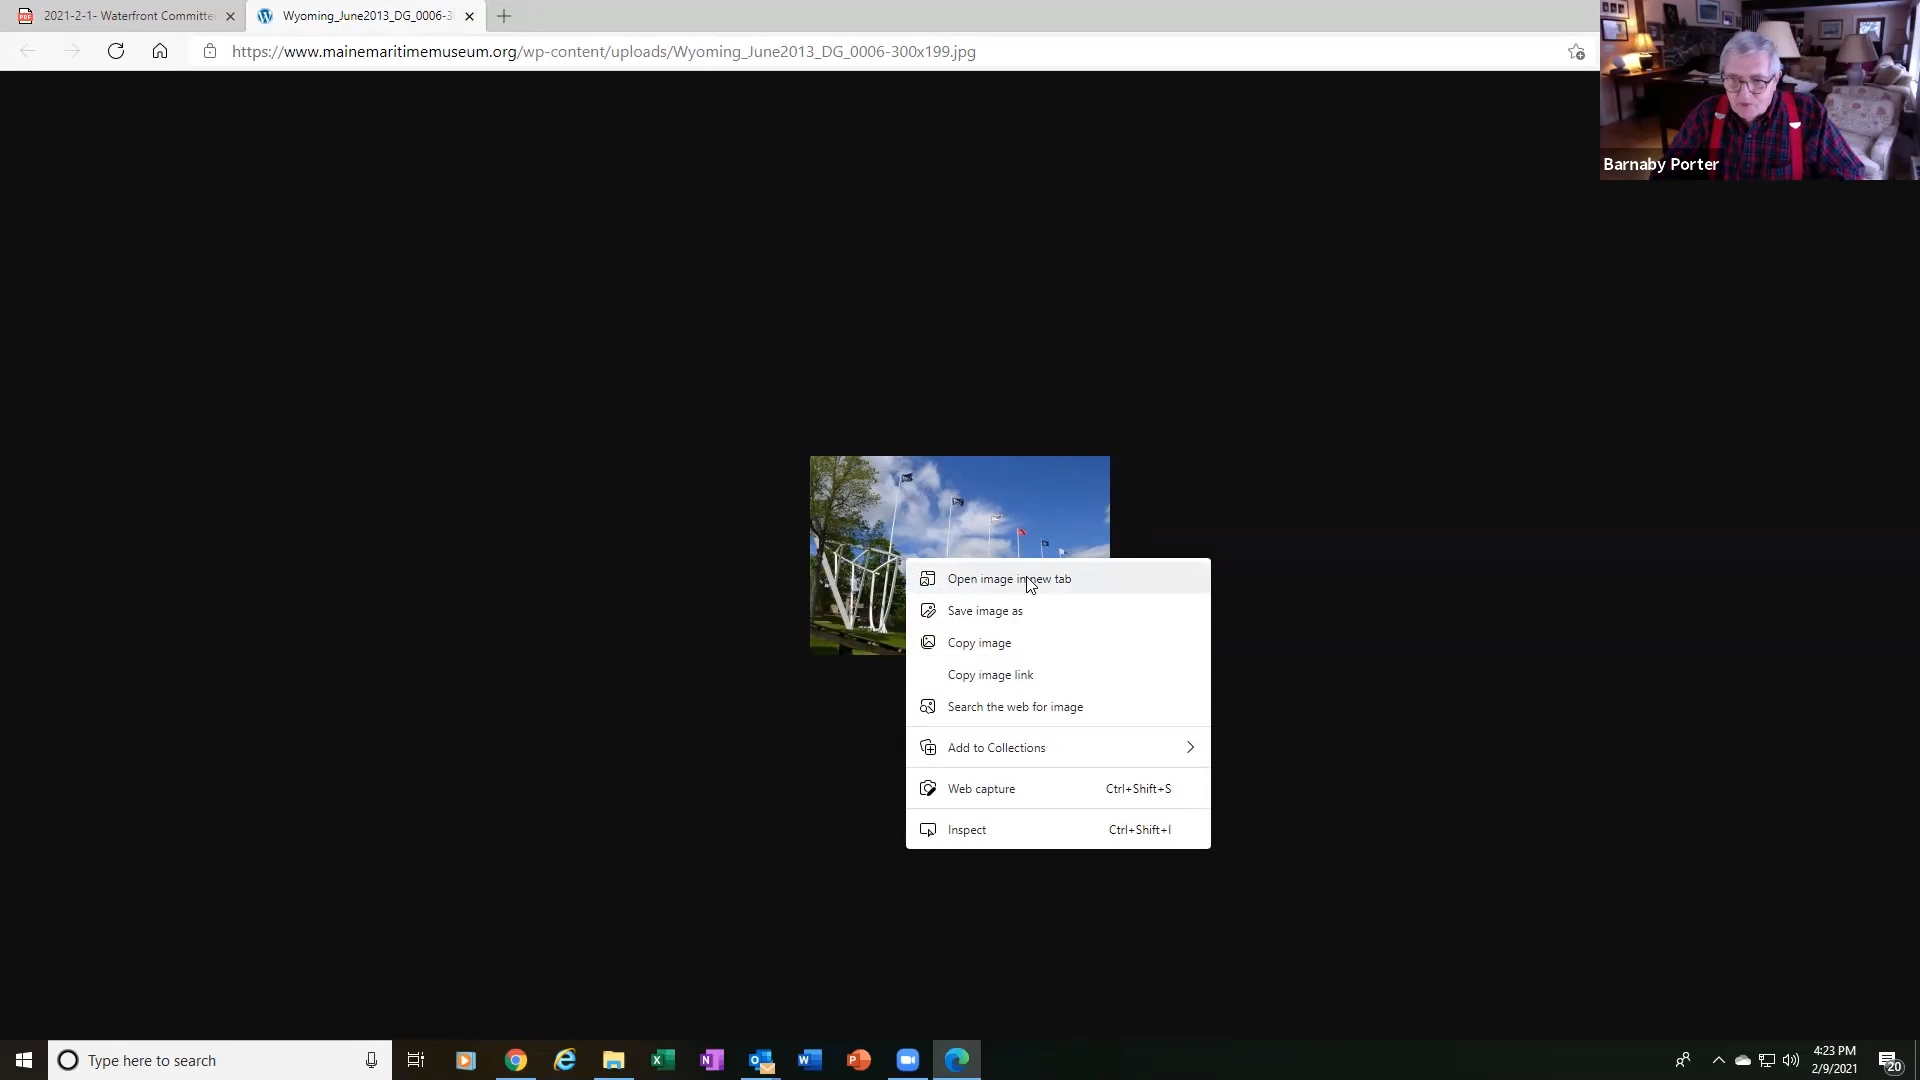 2021-2-1- Waterfront Committe
Wyoming_June2013_DG_0006-3
https://www.mainemaritimemuseum.org/wp-content/uploads/Wyoming_June2013_DG_0006-300x199.jpg
Barnaby Porter
Open image in new tab
Save image as
Copy image
Copy image link
Search the web for image
Add to Collections
Web capture Ctrl+Shift+S
Inspect Ctrl+Shift+I
Type here to search
4:23 PM
2/9/2021
20